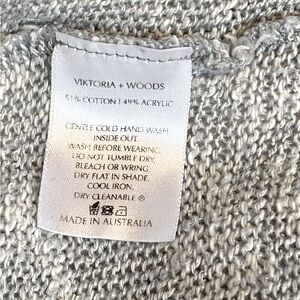 VIKTORIA + WOODS
51% COTTON | 49% ACRYLIC
GENTLE COLD HAND WASH
INSIDE OUT.
WASH BEFORE WEARING.
DO NOT TUMBLE DRY,
BLEACH OR WRING.
DRY FLAT IN SHADE.
COOL IRON.
DRY CLEANABLE ®
MADE IN AUSTRALIA